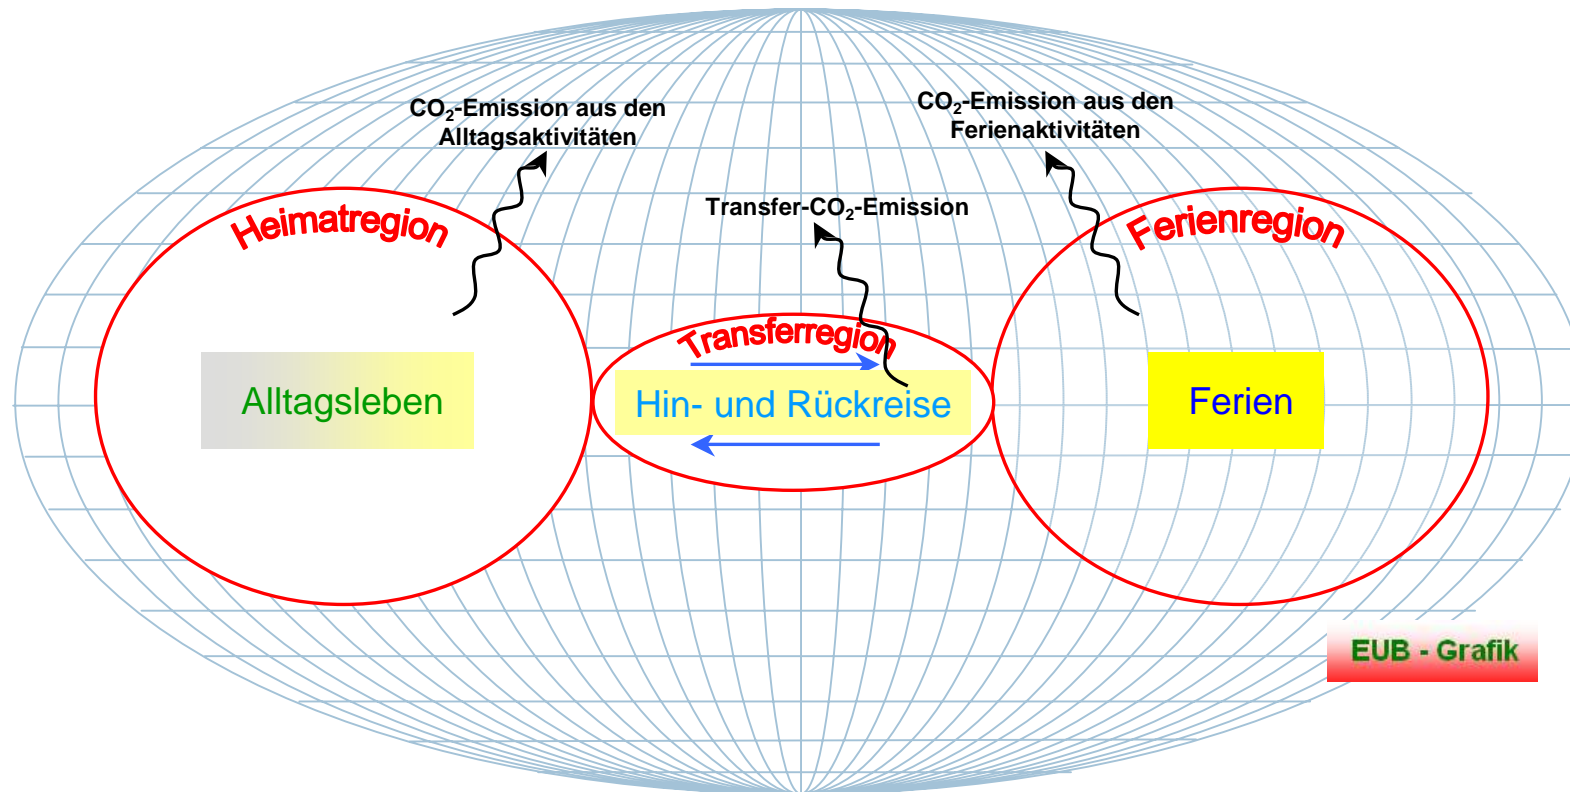 CO₂-Emission aus den
Alltagsaktivitäten
CO₂-Emission aus den
Ferienaktivitäten
Transfer-CO₂-Emission
Heimatregion
Ferienregion
Transferregion
Alltagsleben
Hin- und Rückreise
Ferien
EUB - Grafik